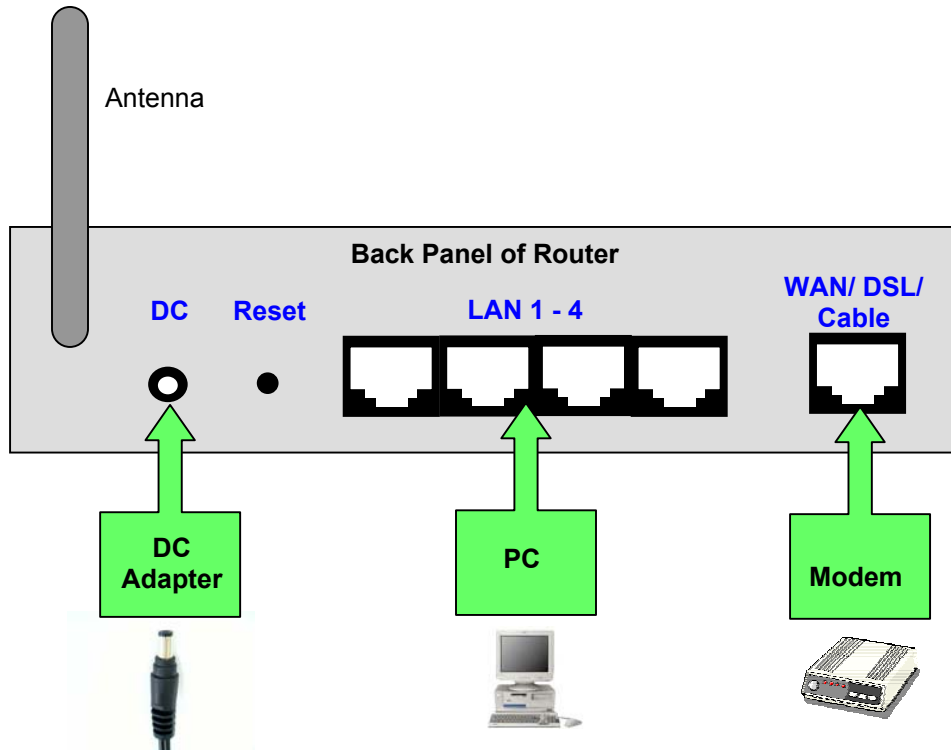 Antenna
Back Panel of Router
DC
Reset
LAN 1 - 4
WAN/ DSL/
Cable
DC
Adapter
PC
Modem